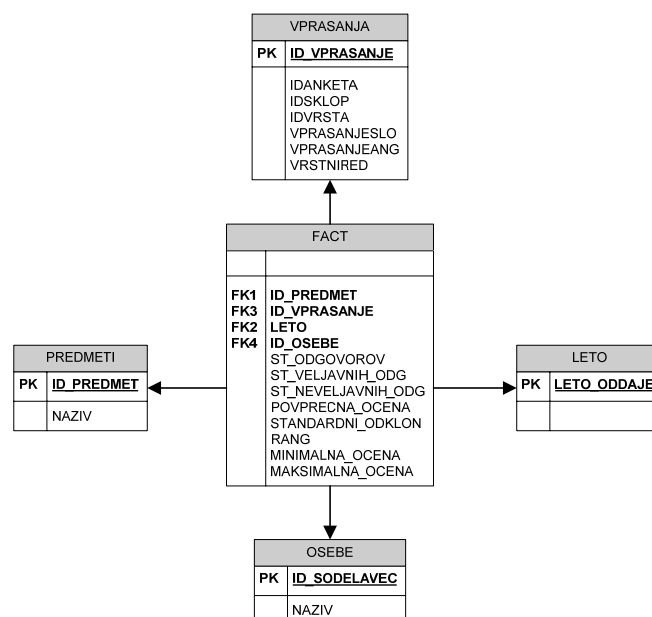 VPRASANJA
PK ID_VPRASANJE
IDANKETA
IDSKLOP
IDVRSTA
VPRASANJESLO
VPRASANJEANG
VRSTNIRED
FACT
FK1 ID_PREDMET
FK3 ID_VPRASANJE
FK2 LETO
FK4 ID_OSEBE
ST_ODGOVOROV
ST_VELJAVNIH_ODG
ST_NEVELJAVNIH_ODG
POVPRECNA_OCENA
STANDARDNI_ODKLON
RANG
MINIMALNA_OCENA
MAKSIMALNA_OCENA
PREDMETI
PK ID_PREDMET
NAZIV
LETO
PK LETO_ODDAJE
OSEBE
PK ID_SODELAVEC
NAZIV